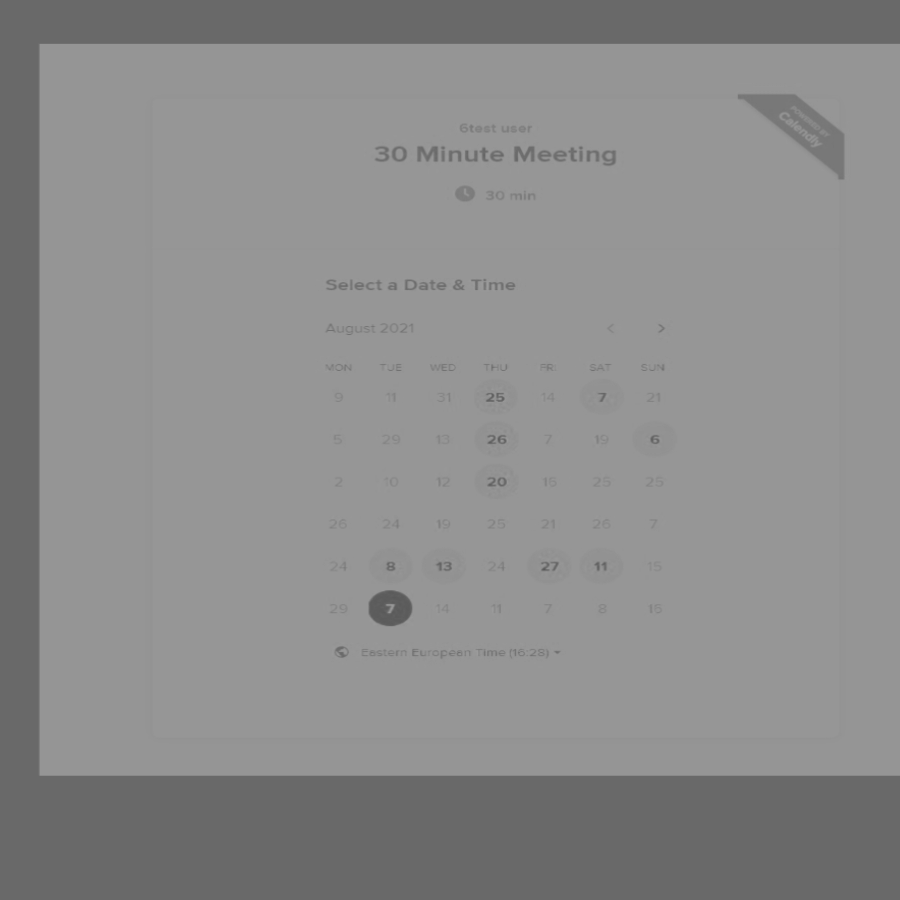 6test user
30 Minute Meeting
30 min
POWERED BY
Calendly
Select a Date & Time
August 2021
MON TUE WED THU FRI SAT SUN
9 11 31 25 14 7 21
5 29 13 26 7 19 6
2 10 12 20 15 25 25
26 24 19 25 21 26 7
24 8 13 24 27 11 15
29 7 14 11 7 8 15
Eastern European Time (16:28)